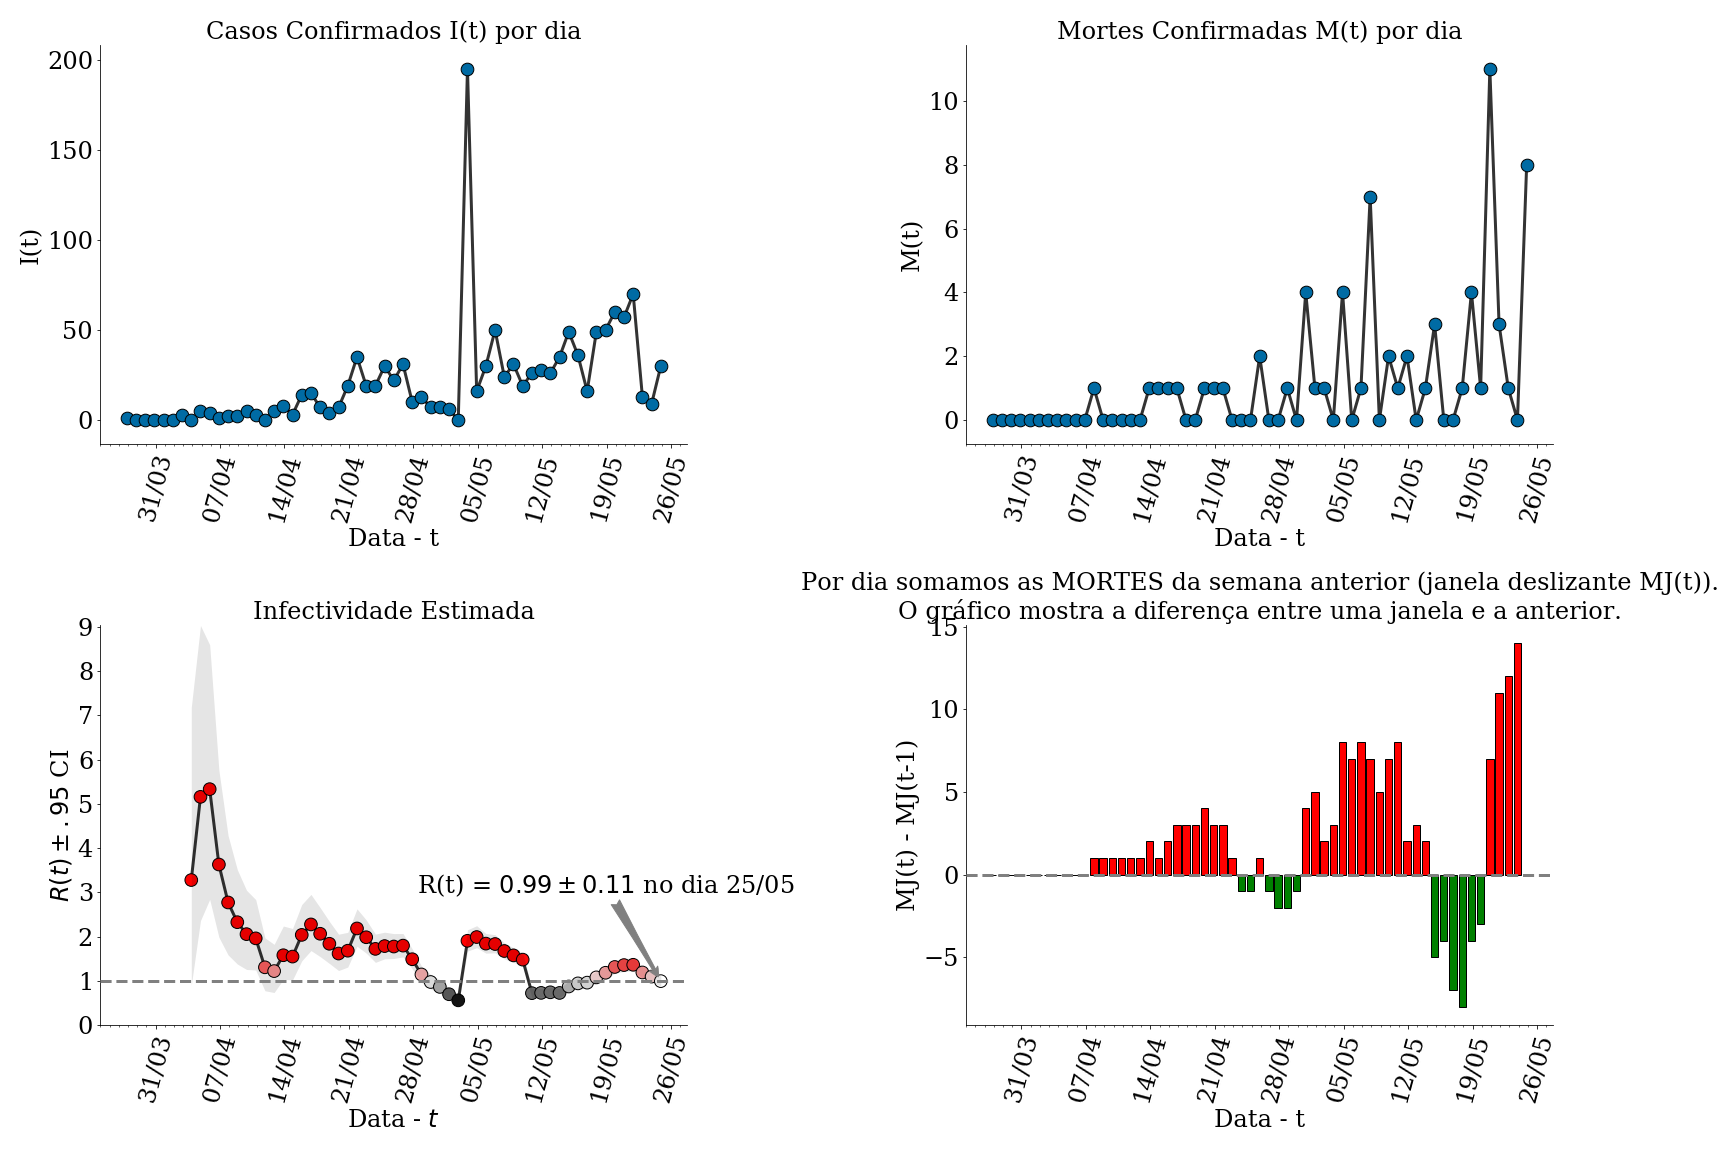 Casos Confirmados I(t) por dia
200
150
100
50
0
I(t)
31/03 07/04 14/04 21/04 28/04 05/05 12/05 19/05 26/05
Data - t
Mortes Confirmadas M(t) por dia
10
8
6
4
2
0
M(t)
31/03 07/04 14/04 21/04 28/04 05/05 12/05 19/05 26/05
Data - t
Infectividade Estimada
9
8
7
6
5
4
3
2
1
0
R(t) ± .95 CI
R(t) = 0.99 ± 0.11 no dia 25/05
31/03 07/04 14/04 21/04 28/04 05/05 12/05 19/05 26/05
Data - t
Por dia somamos as MORTES da semana anterior (janela deslizante MJ(t)).
O gráfico mostra a diferença entre uma janela e a anterior.
15
10
5
0
−5
MJ(t) - MJ(t-1)
31/03 07/04 14/04 21/04 28/04 05/05 12/05 19/05 26/05
Data - t